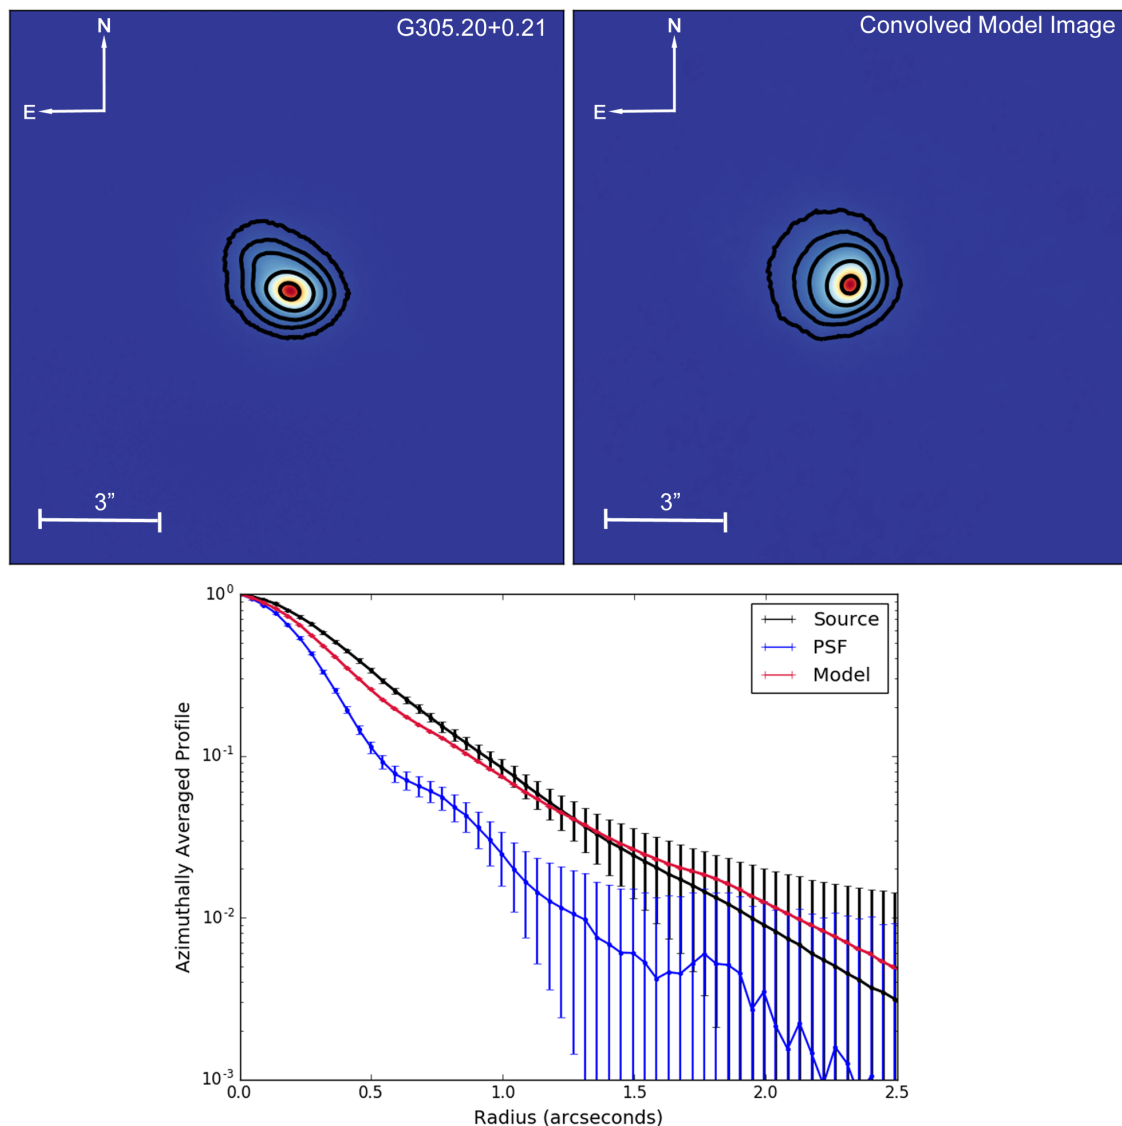 N
G305.20+0.21
E
3”
N
Convolved Model Image
E
3”
10^0
10^-1
10^-2
10^-3
Azimuthally Averaged Profile
Source
PSF
Model
0.0 0.5 1.0 1.5 2.0 2.5
Radius (arcseconds)